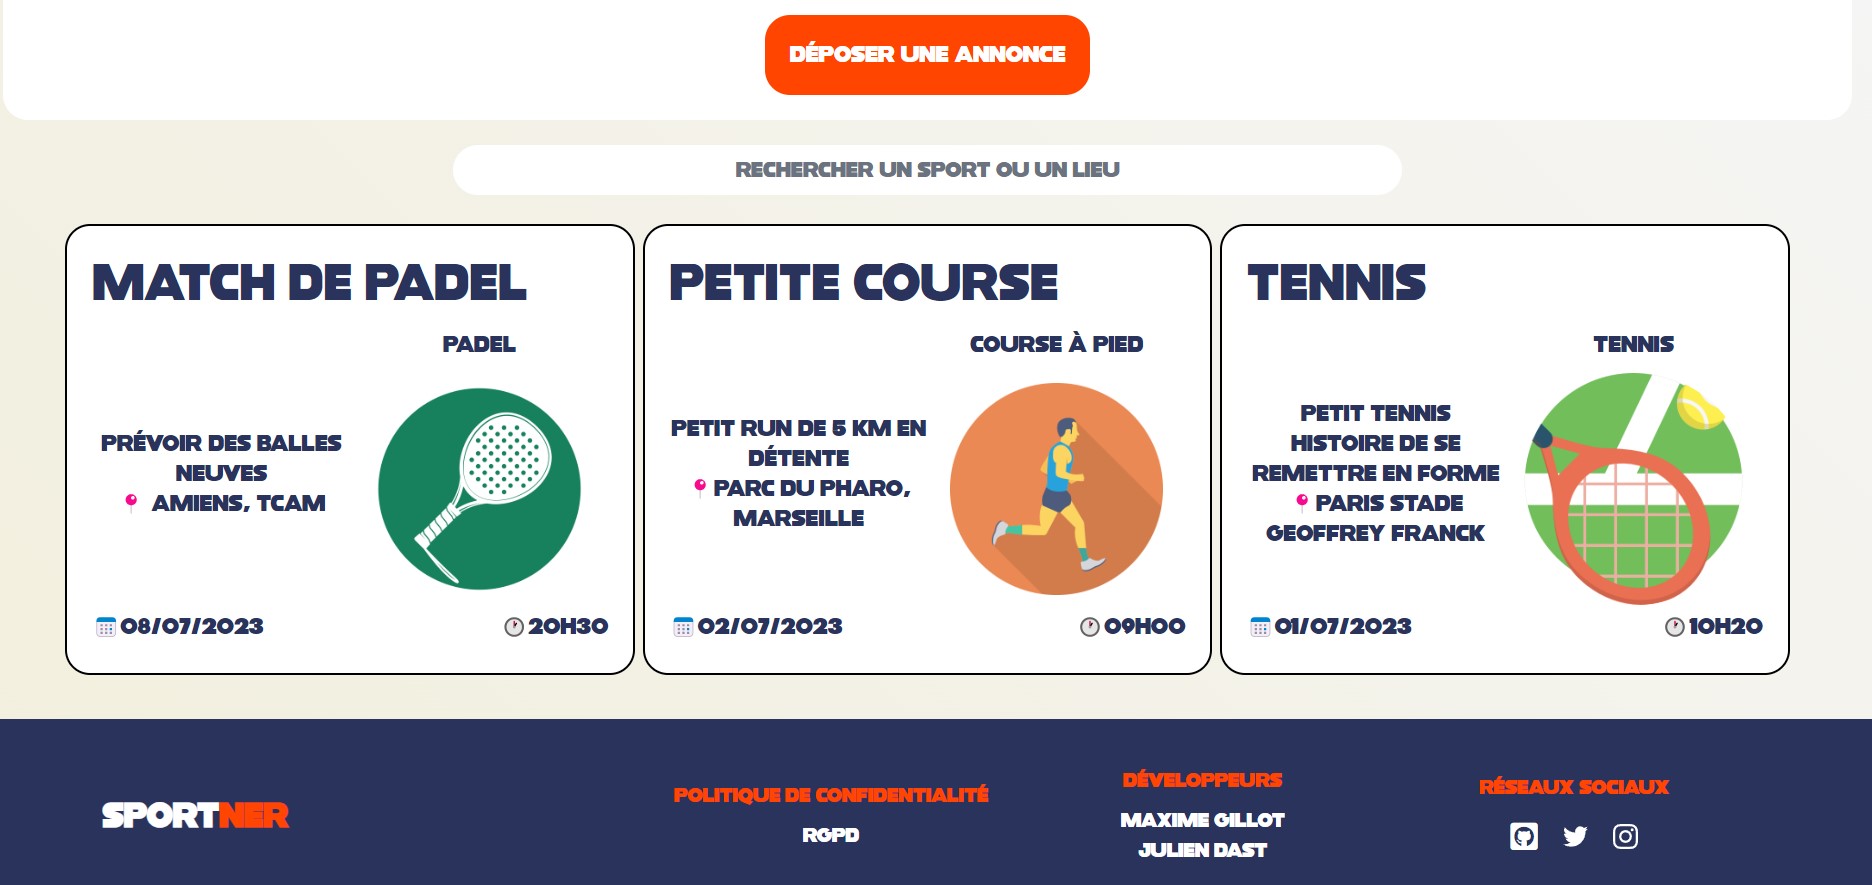 DÉPOSER UNE ANNONCE
RECHERCHER UN SPORT OU UN LIEU
MATCH DE PADEL
PADEL
PRÉVOIR DES BALLES
NEUVES
AMIENS, TCAM
08/07/2023
20H30
PETITE COURSE
COURSE À PIED
PETIT RUN DE 5 KM EN
DÉTENTE
PARC DU PHARO,
MARSEILLE
02/07/2023
09H00
TENNIS
TENNIS
PETIT TENNIS
HISTOIRE DE SE
REMETTRE EN FORME
PARIS STADE
GEOFFREY FRANCK
01/07/2023
10H20
SPORTNER
POLITIQUE DE CONFIDENTIALITÉ
RGPD
DÉVELOPPEURS
MAXIME GILLOT
JULIEN DAST
RÉSEAUX SOCIAUX